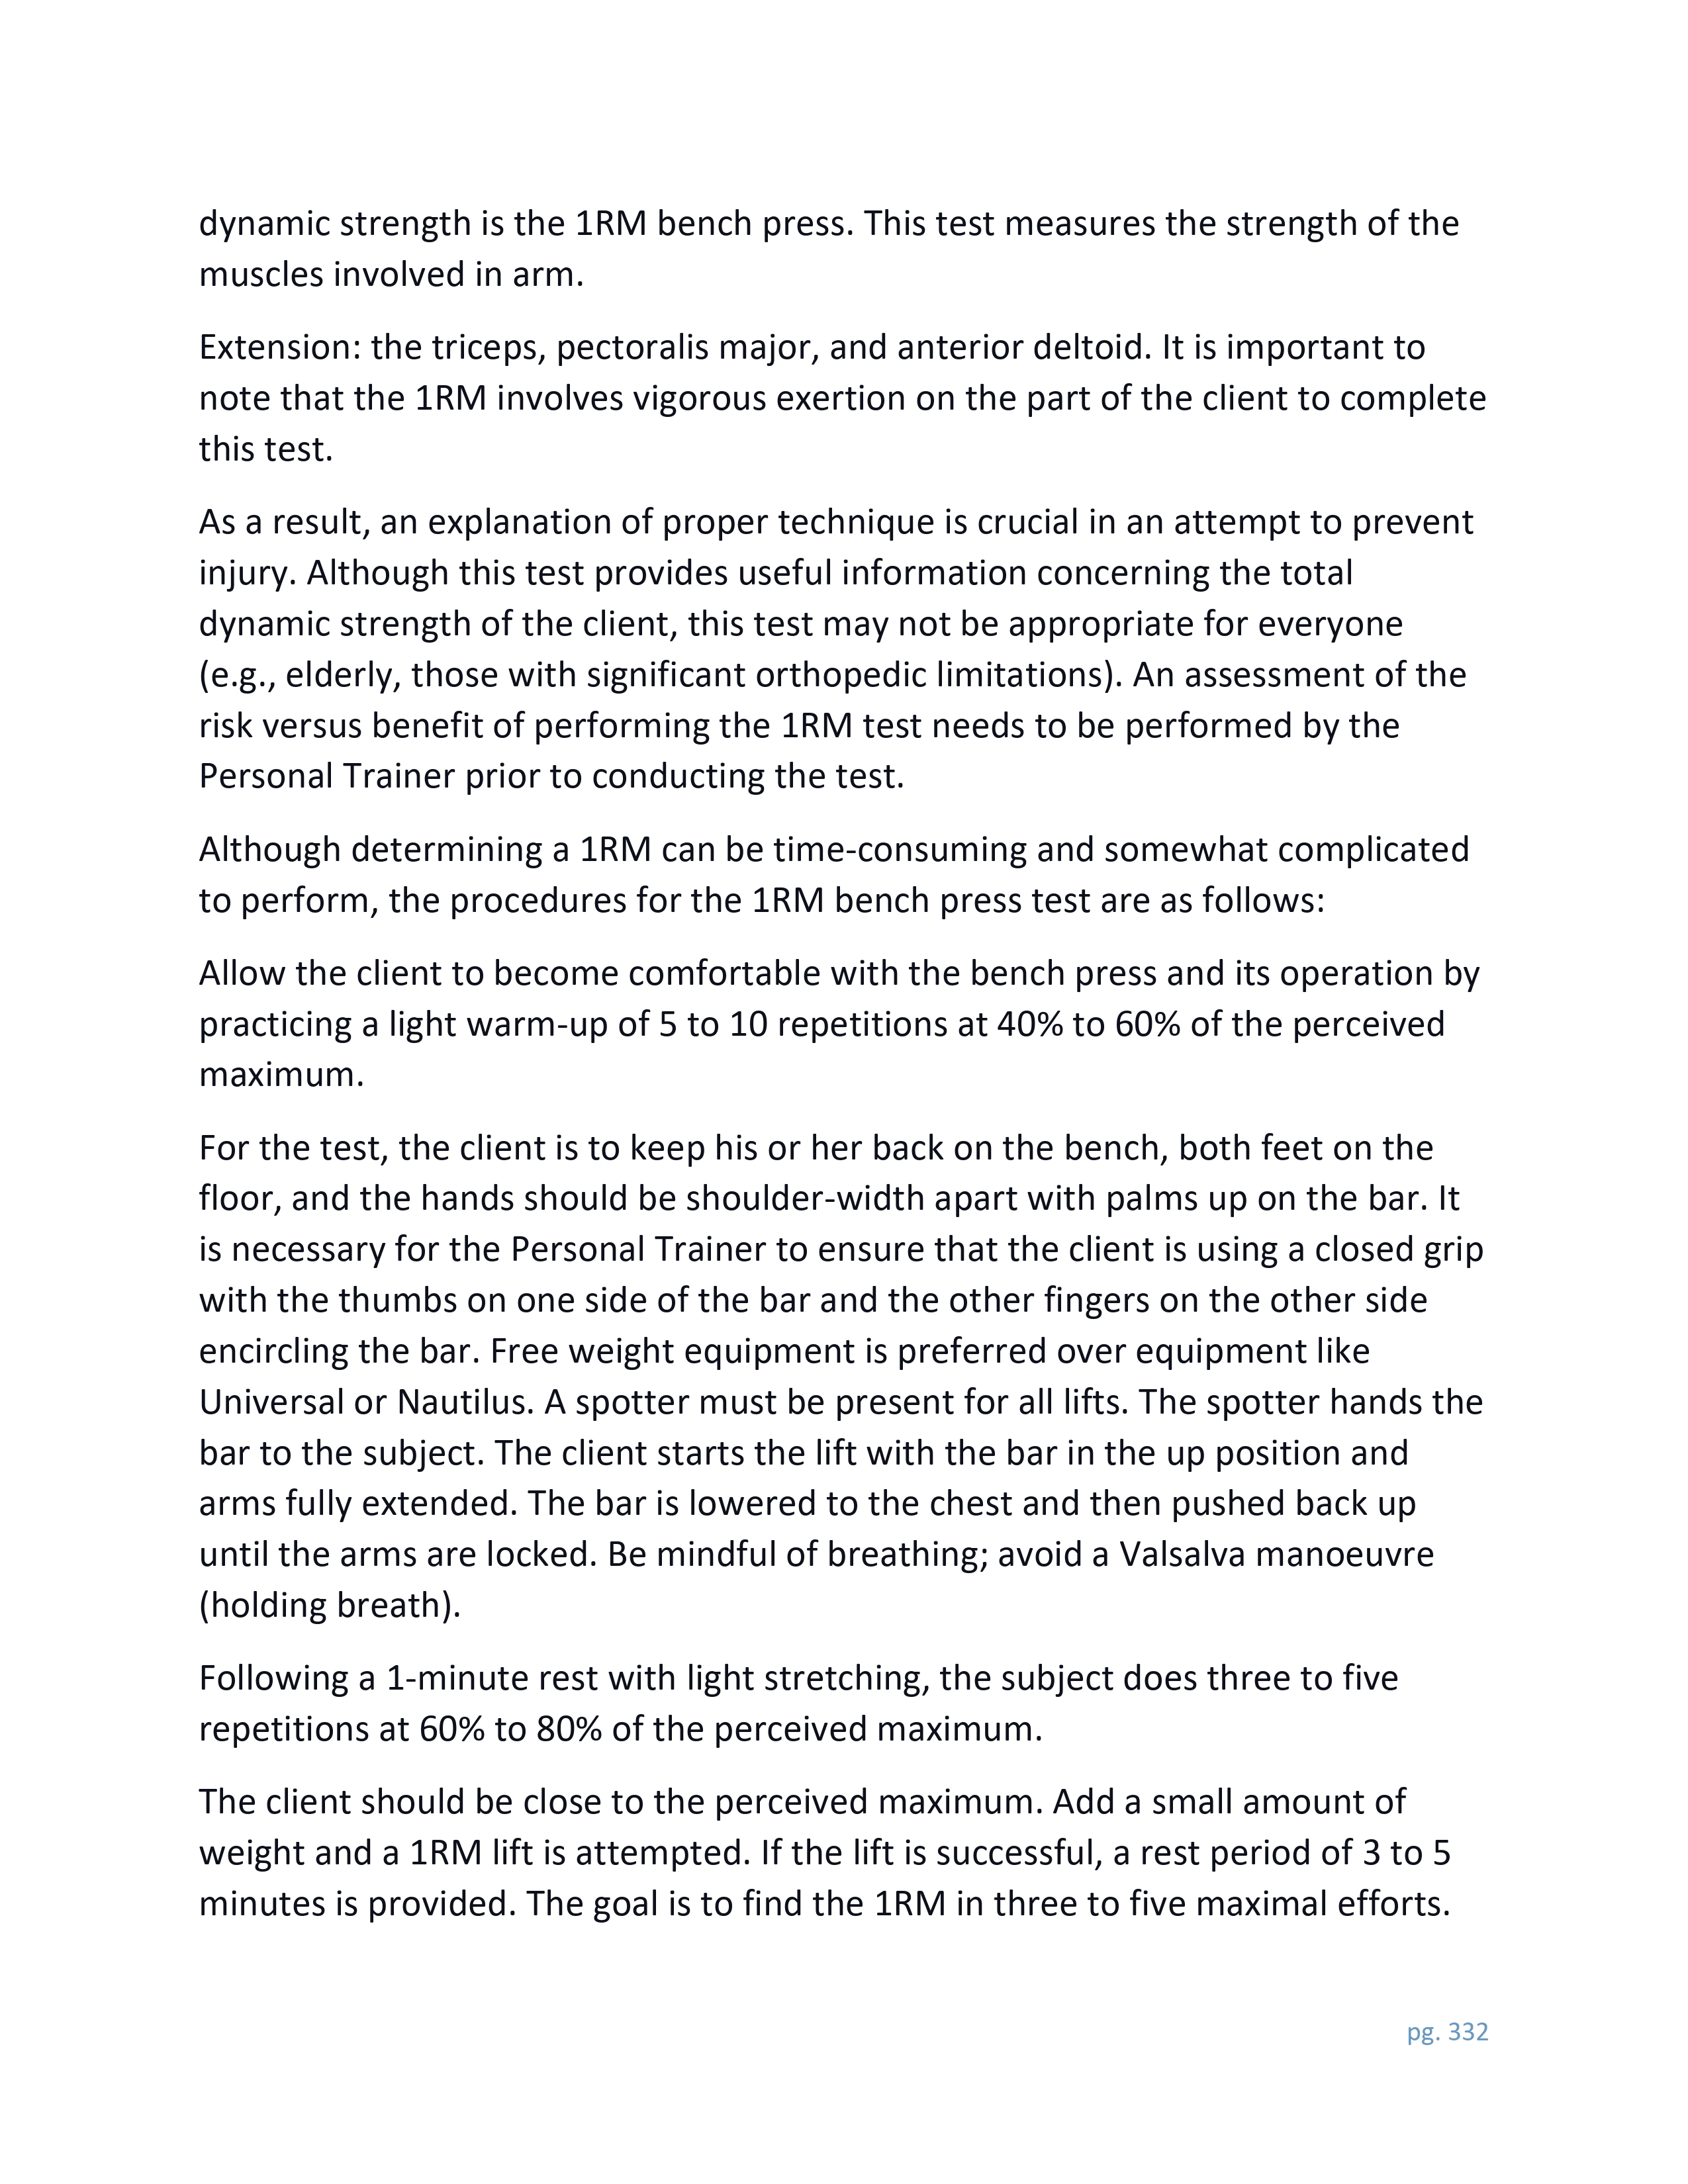 dynamic strength is the 1RM bench press. This test measures the strength of the
muscles involved in arm.
Extension: the triceps, pectoralis major, and anterior deltoid. It is important to
note that the 1RM involves vigorous exertion on the part of the client to complete
this test.
As a result, an explanation of proper technique is crucial in an attempt to prevent
injury. Although this test provides useful information concerning the total
dynamic strength of the client, this test may not be appropriate for everyone
(e.g., elderly, those with significant orthopedic limitations). An assessment of the
risk versus benefit of performing the 1RM test needs to be performed by the
Personal Trainer prior to conducting the test.
Although determining a 1RM can be time-consuming and somewhat complicated
to perform, the procedures for the 1RM bench press test are as follows:
Allow the client to become comfortable with the bench press and its operation by
practicing a light warm-up of 5 to 10 repetitions at 40% to 60% of the perceived
maximum.
For the test, the client is to keep his or her back on the bench, both feet on the
floor, and the hands should be shoulder-width apart with palms up on the bar. It
is necessary for the Personal Trainer to ensure that the client is using a closed grip
with the thumbs on one side of the bar and the other fingers on the other side
encircling the bar. Free weight equipment is preferred over equipment like
Universal or Nautilus. A spotter must be present for all lifts. The spotter hands the
bar to the subject. The client starts the lift with the bar in the up position and
arms fully extended. The bar is lowered to the chest and then pushed back up
until the arms are locked. Be mindful of breathing; avoid a Valsalva manoeuvre
(holding breath).
Following a 1-minute rest with light stretching, the subject does three to five
repetitions at 60% to 80% of the perceived maximum.
The client should be close to the perceived maximum. Add a small amount of
weight and a 1RM lift is attempted. If the lift is successful, a rest period of 3 to 5
minutes is provided. The goal is to find the 1RM in three to five maximal efforts.
pg. 332